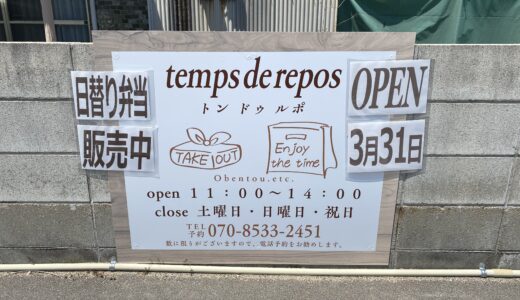 temps de repos
トンドゥルポ
日替り弁当
販売中
OPEN
3月31日
TAKE OUT
Enjoy
the time
Obentou.etc.
open 11:00～14:00
close 土曜日・日曜日・祝日
TEL
予約 070-8533-2451
数に限りがございますので、電話予約をお勧めします。